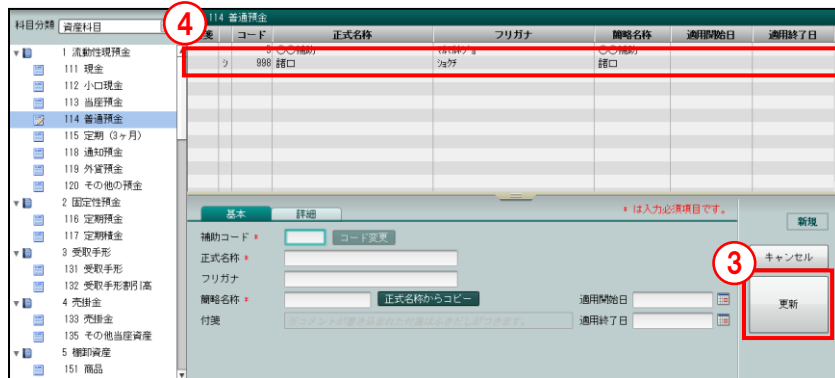 科目分類 資産科目
114 普通預金
④
コード 正式名称 フリガナ 簡略名称 適用開始日 適用終了日
ｼ 998 諸口 ｼｮｸﾁ 諸口
1 流動性現預金
111 現金
112 小口現金
113 当座預金
114 普通預金
115 定期（3ヶ月）
118 通知預金
119 外貨預金
120 その他の預金
2 固定性預金
116 定期預金
117 定期積金
3 受取手形
131 受取手形
132 受取手形割引高
4 売掛金
133 売掛金
135 その他当座資産
5 棚卸資産
151 商品
基本 詳細
* は入力必須項目です。
新規
補助コード * コード変更
正式名称 *
フリガナ
簡略名称 * 正式名称からコピー
付箋
適用開始日
適用終了日
キャンセル
③
更新